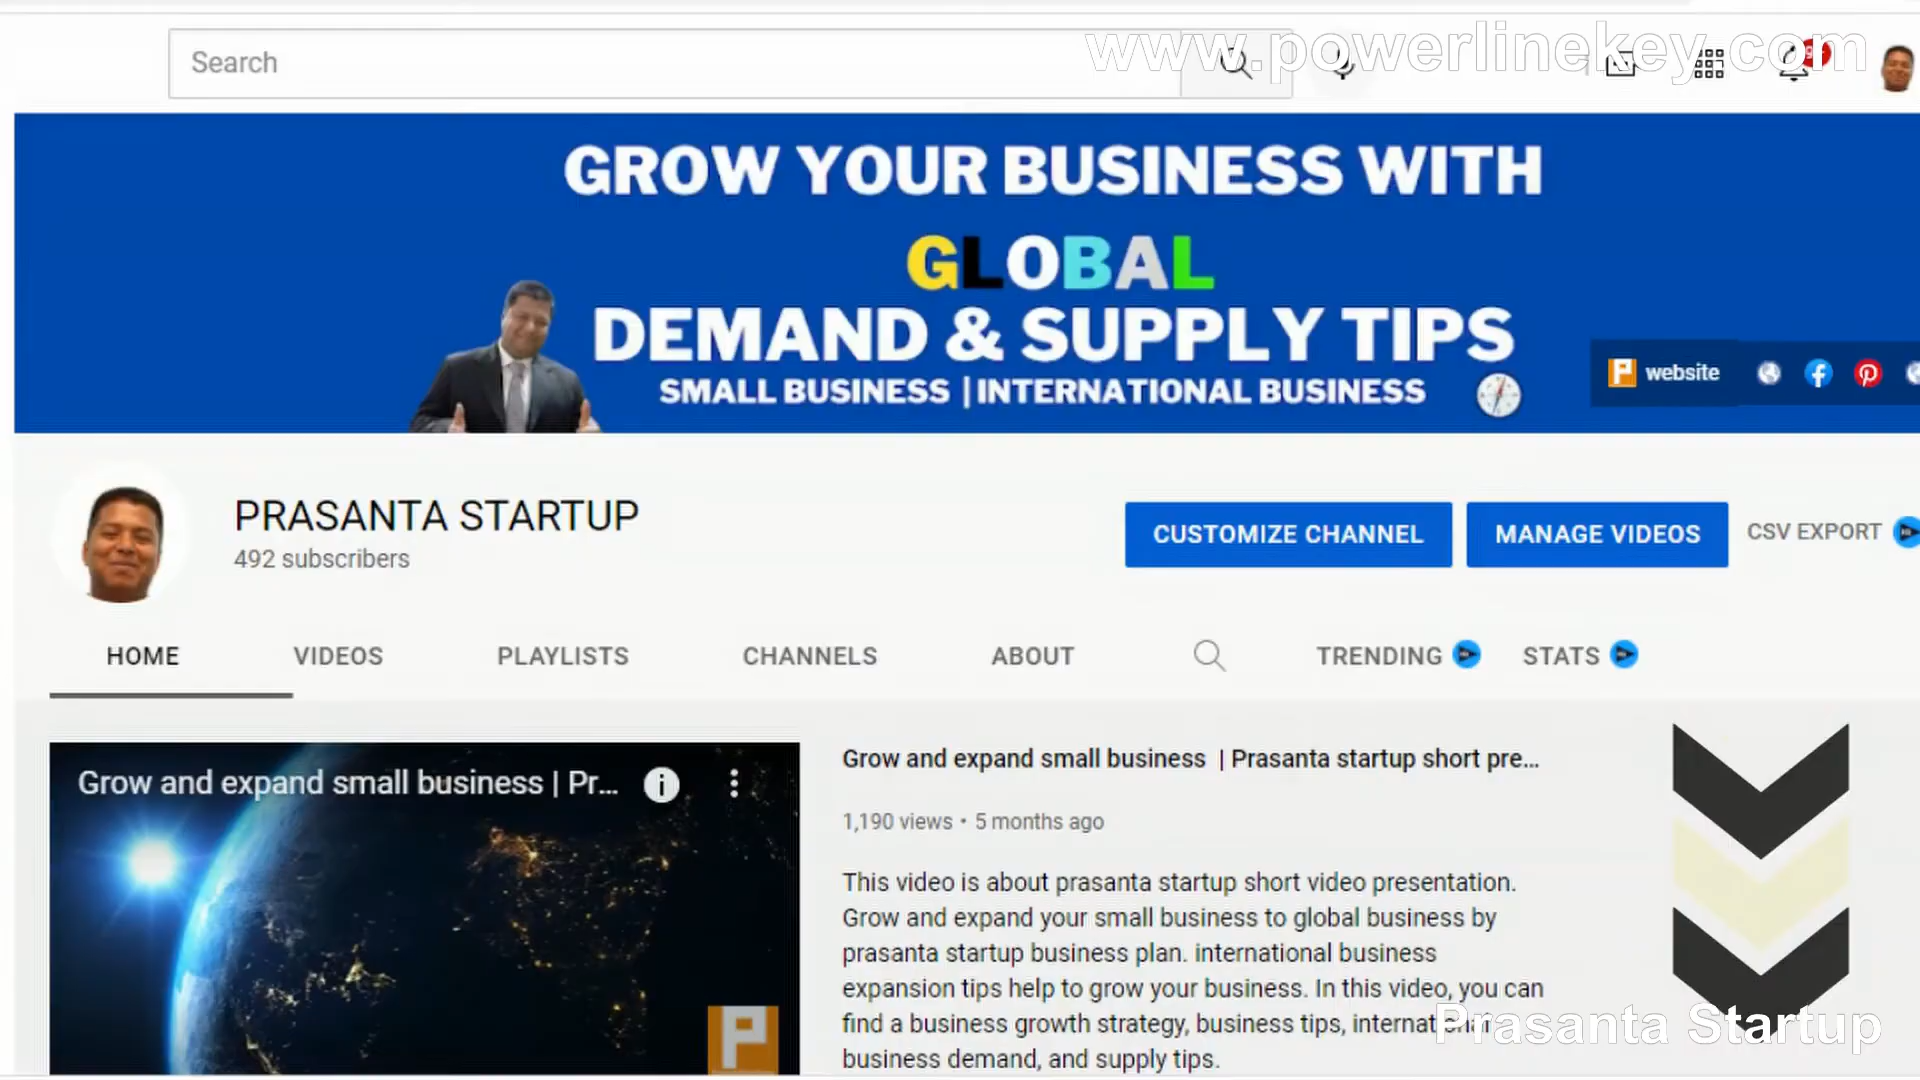 www.powerlinekey.com
Search
GROW YOUR BUSINESS WITH
GLOBAL
DEMAND & SUPPLY TIPS
SMALL BUSINESS | INTERNATIONAL BUSINESS
P website
PRASANTA STARTUP
492 subscribers
CUSTOMIZE CHANNEL
MANAGE VIDEOS
CSV EXPORT
HOME
VIDEOS
PLAYLISTS
CHANNELS
ABOUT
TRENDING
STATS
Grow and expand small business | Pr...
P
Grow and expand small business | Prasanta startup short pre...
1,190 views • 5 months ago
This video is about prasanta startup short video presentation.
Grow and expand your small business to global business by
prasanta startup business plan. international business
expansion tips help to grow your business. In this video, you can
find a business growth strategy, business tips, international
business demand, and supply tips.
Prasanta Startup